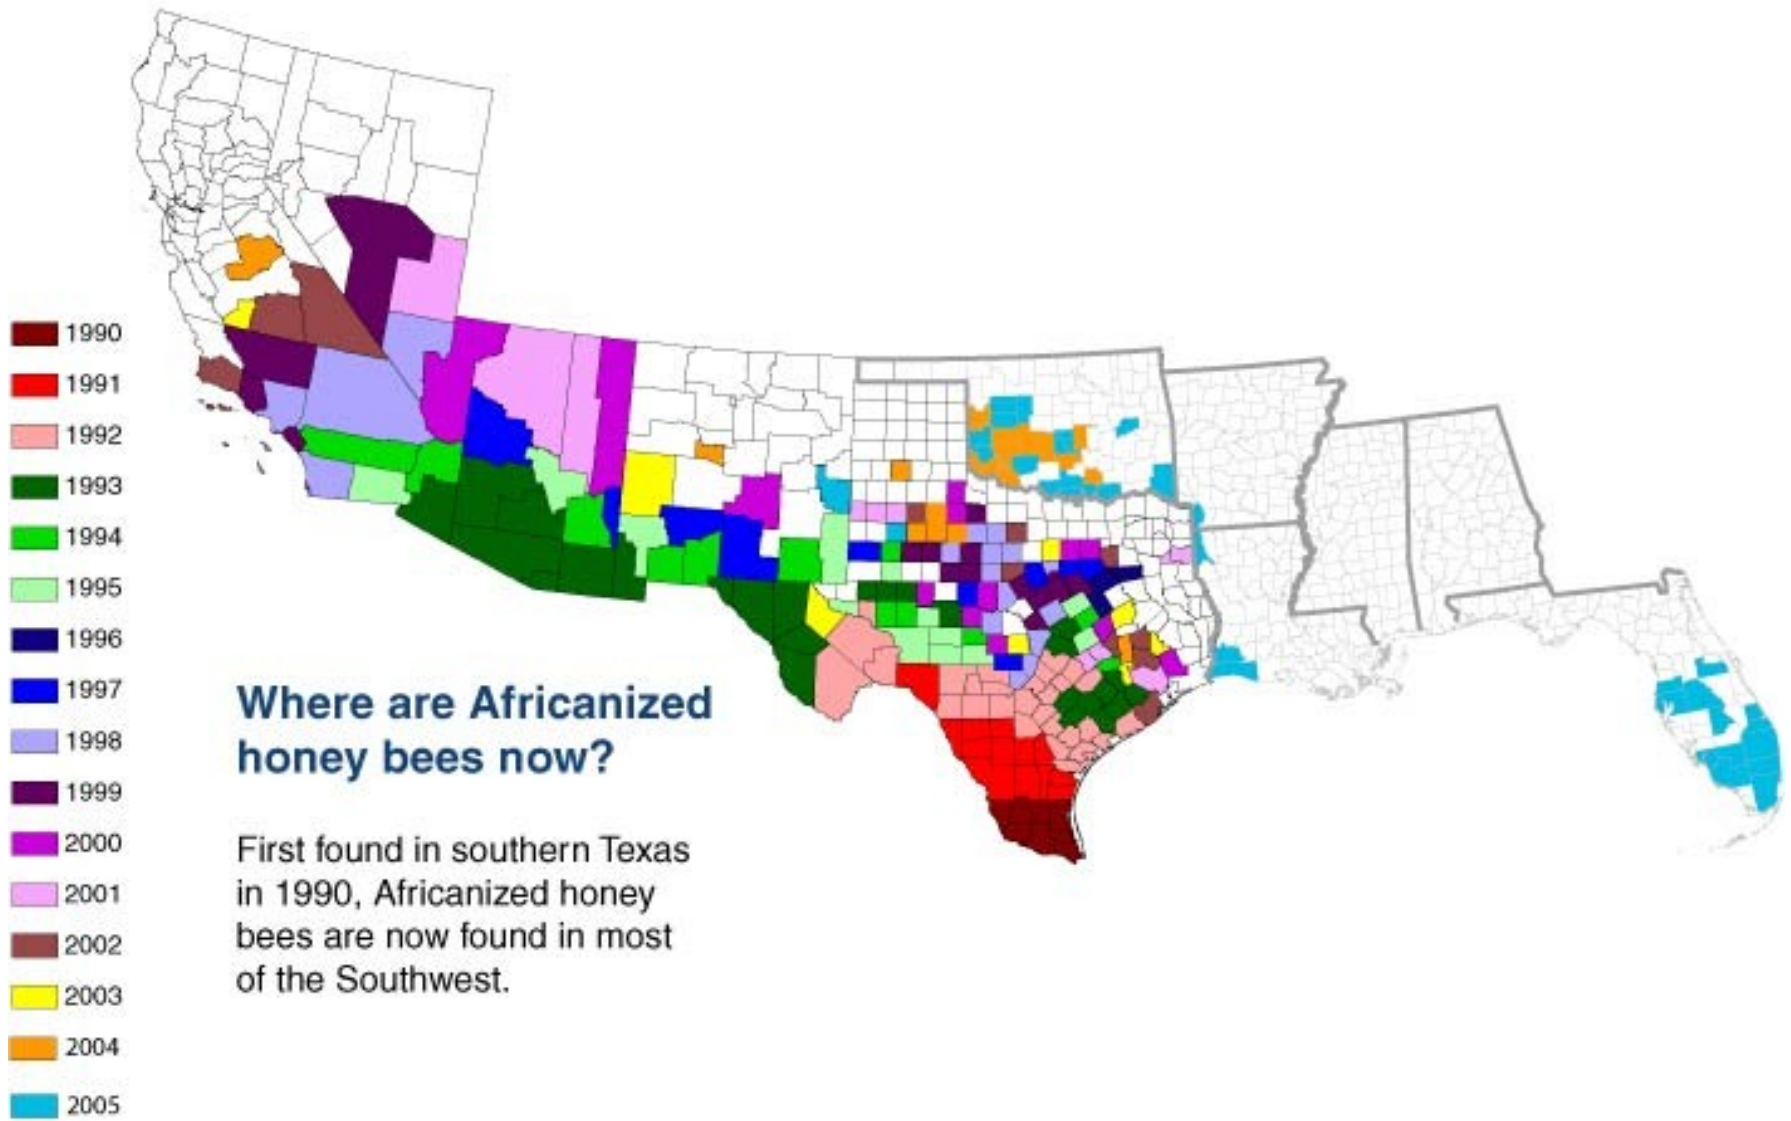 1990
1991
1992
1993
1994
1995
1996
1997
1998
1999
2000
2001
2002
2003
2004
2005
Where are Africanized
honey bees now?
First found in southern Texas
in 1990, Africanized honey
bees are now found in most
of the Southwest.